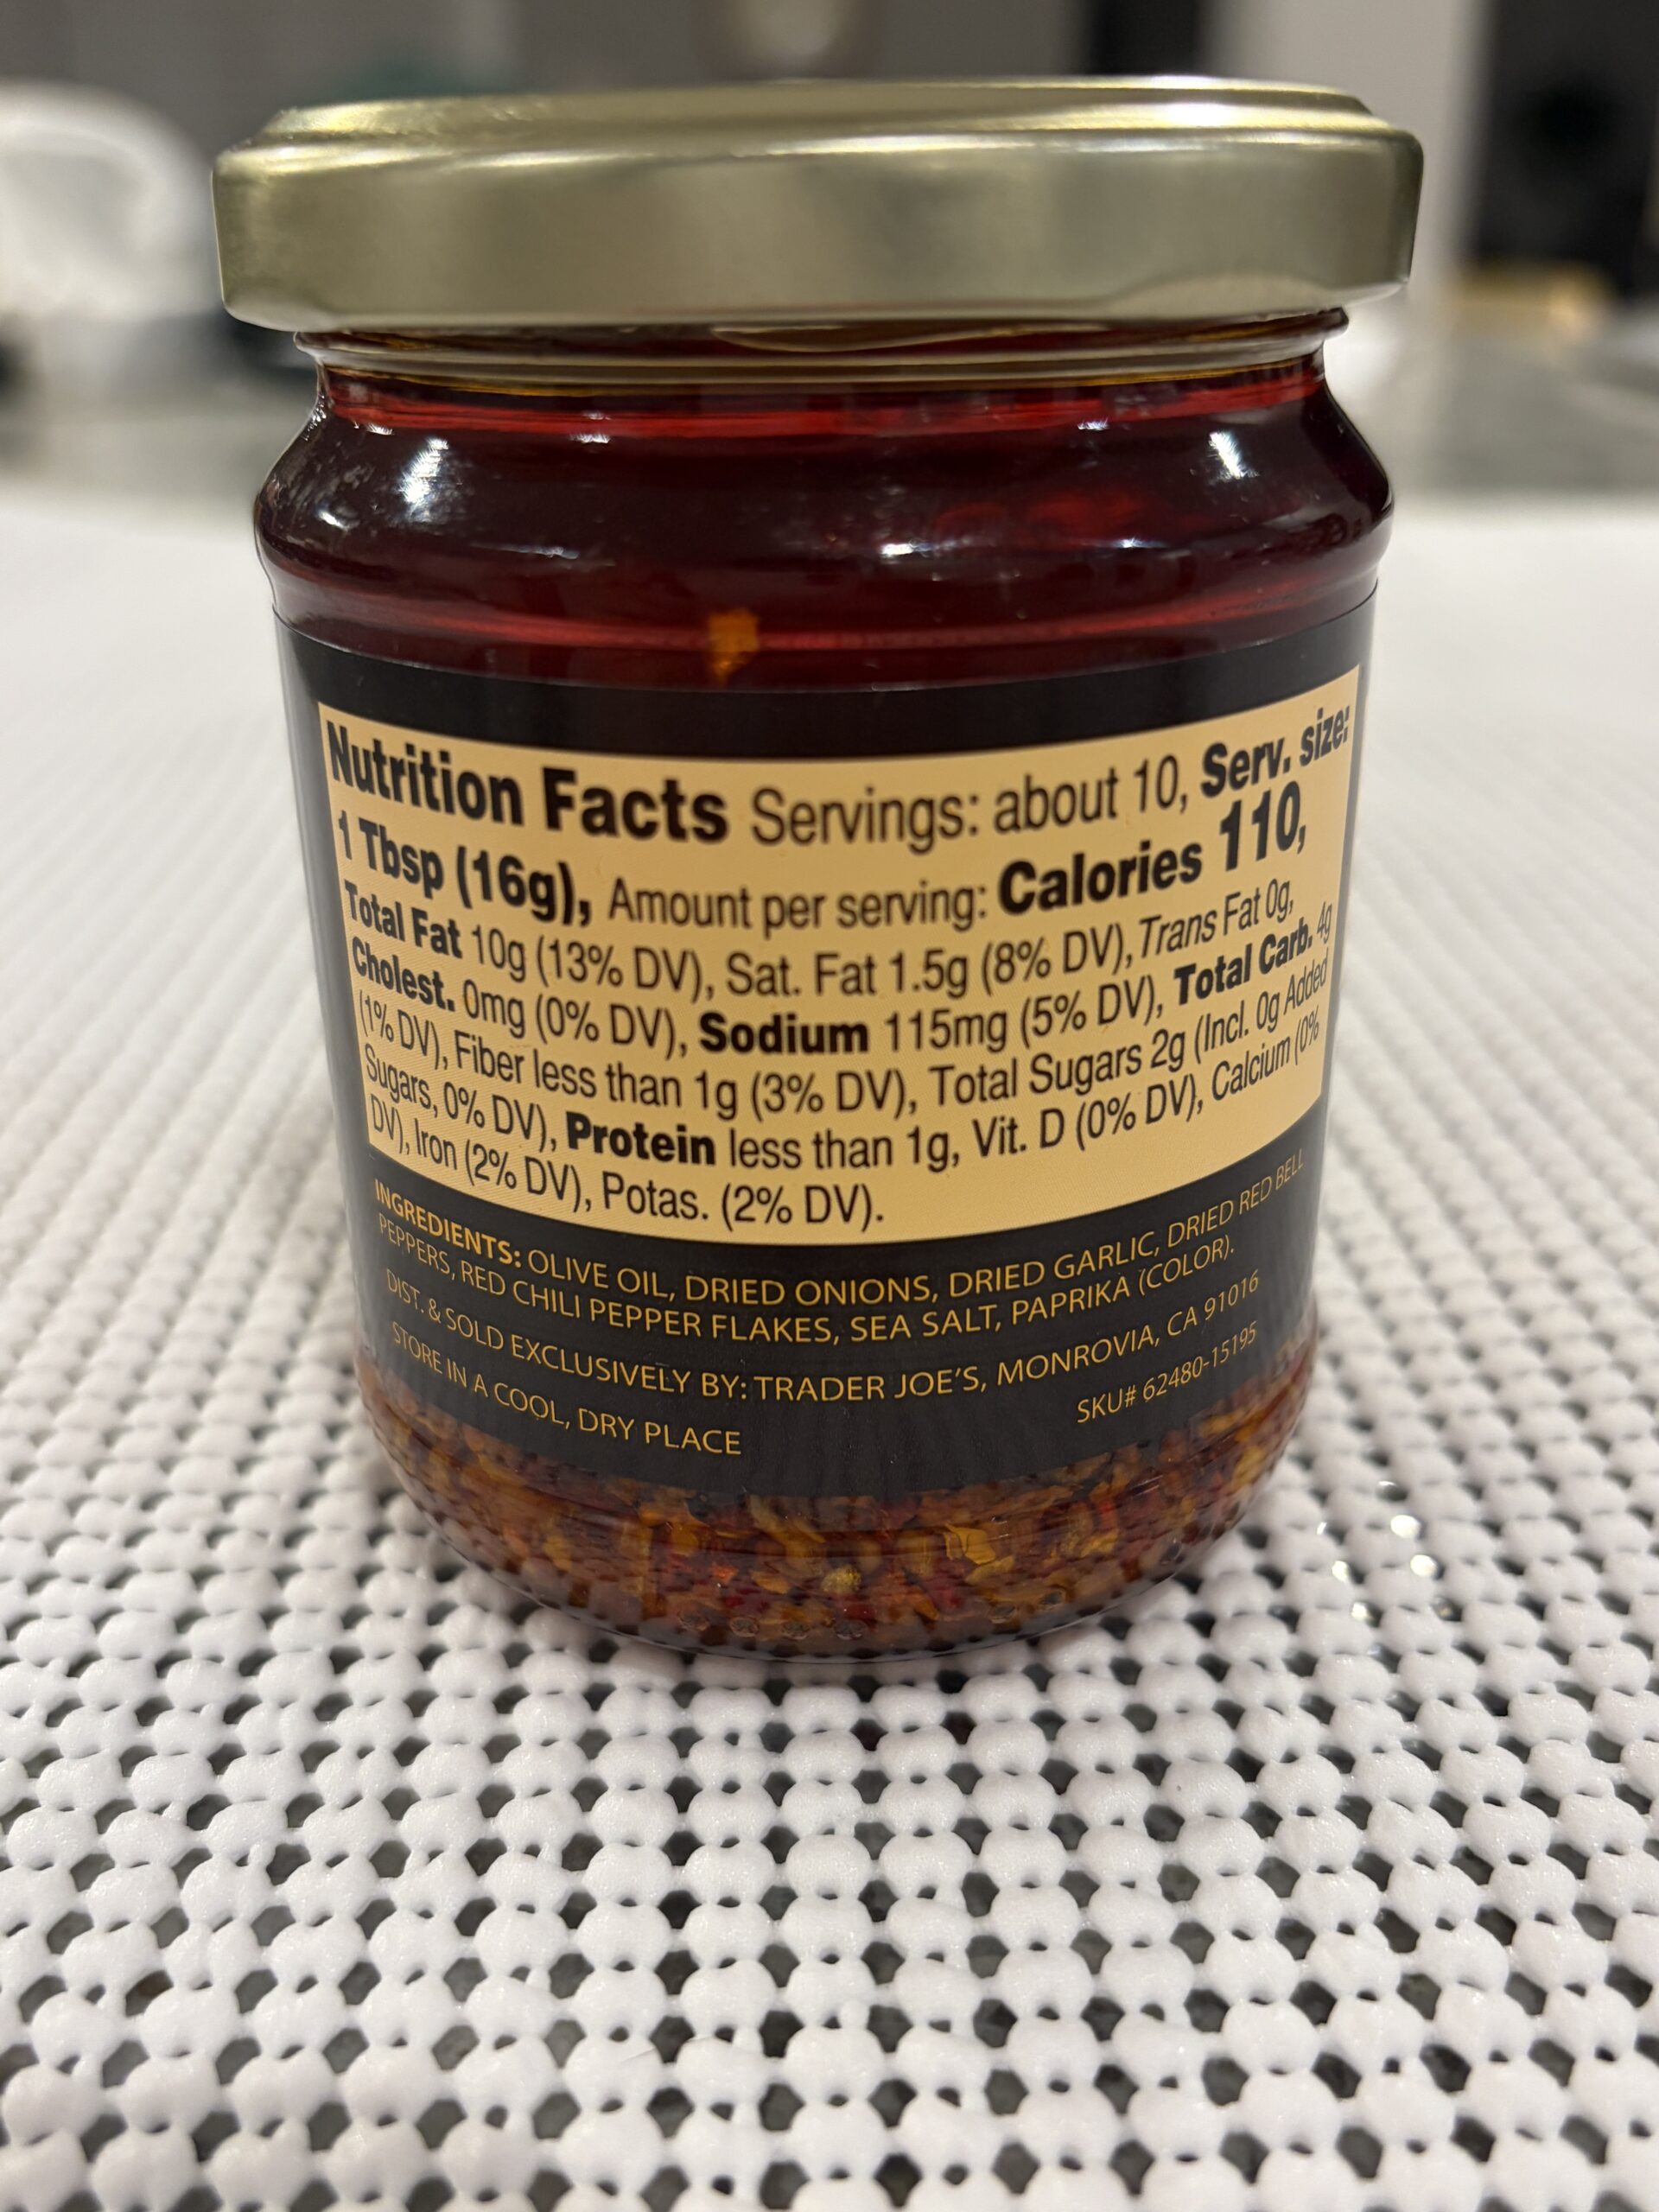 Nutrition Facts Servings: about 10, Serv. size:
1 Tbsp (16g), Amount per serving: Calories 110,
Total Fat 10g (13% DV), Sat. Fat 1.5g (8% DV), Trans Fat 0g,
Cholest. 0mg (0% DV), Sodium 115mg (5% DV), Total Carb. 4g
(1% DV), Fiber less than 1g (3% DV), Total Sugars 2g (Incl. 0g Added
Sugars, 0% DV), Protein less than 1g, Vit. D (0% DV), Calcium (0%
DV), Iron (2% DV), Potas. (2% DV).
INGREDIENTS: OLIVE OIL, DRIED ONIONS, DRIED GARLIC, DRIED RED BELL
PEPPERS, RED CHILI PEPPER FLAKES, SEA SALT, PAPRIKA (COLOR).
DIST. & SOLD EXCLUSIVELY BY: TRADER JOE'S, MONROVIA, CA 91016
STORE IN A COOL, DRY PLACE
SKU# 62480-15195